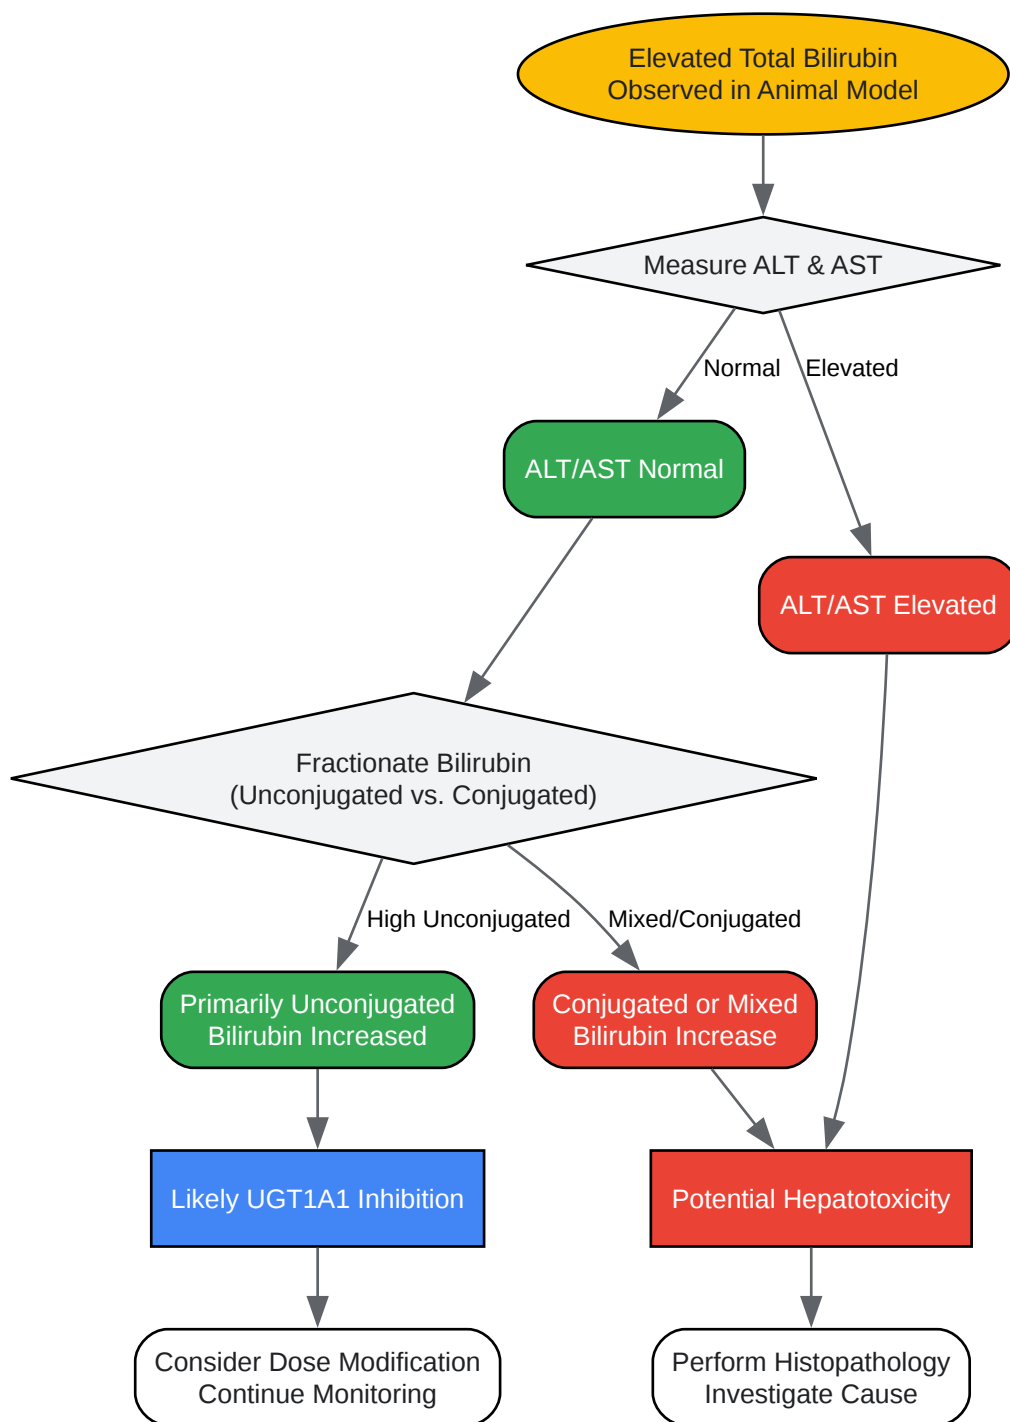 Elevated Total Bilirubin
Observed in Animal Model
Measure ALT & AST
Normal
Elevated
ALT/AST Normal
ALT/AST Elevated
Fractionate Bilirubin
(Unconjugated vs. Conjugated)
High Unconjugated
Mixed/Conjugated
Primarily Unconjugated
Bilirubin Increased
Conjugated or Mixed
Bilirubin Increase
Likely UGT1A1 Inhibition
Potential Hepatotoxicity
Consider Dose Modification
Continue Monitoring
Perform Histopathology
Investigate Cause